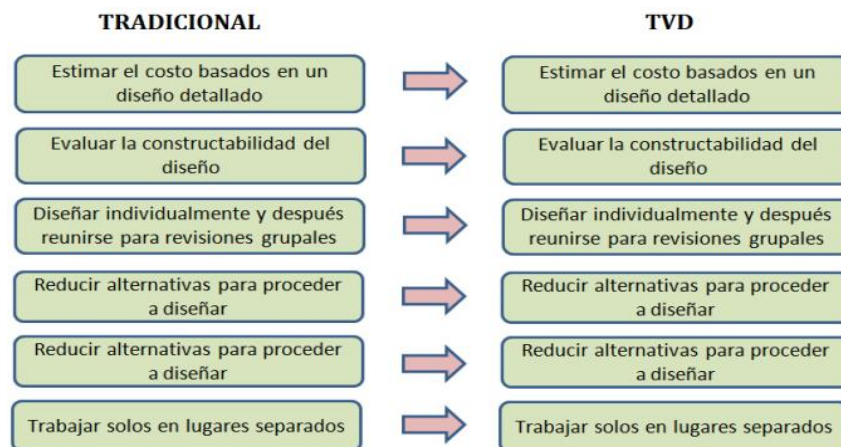 TRADICIONAL
TVD
Estimar el costo basados en un
diseño detallado
Estimar el costo basados en un
diseño detallado
Evaluar la constructabilidad del
diseño
Evaluar la constructabilidad del
diseño
Diseñar individualmente y después
reunirse para revisiones grupales
Diseñar individualmente y después
reunirse para revisiones grupales
Reducir alternativas para proceder
a diseñar
Reducir alternativas para proceder
a diseñar
Reducir alternativas para proceder
a diseñar
Reducir alternativas para proceder
a diseñar
Trabajar solos en lugares separados
Trabajar solos en lugares separados